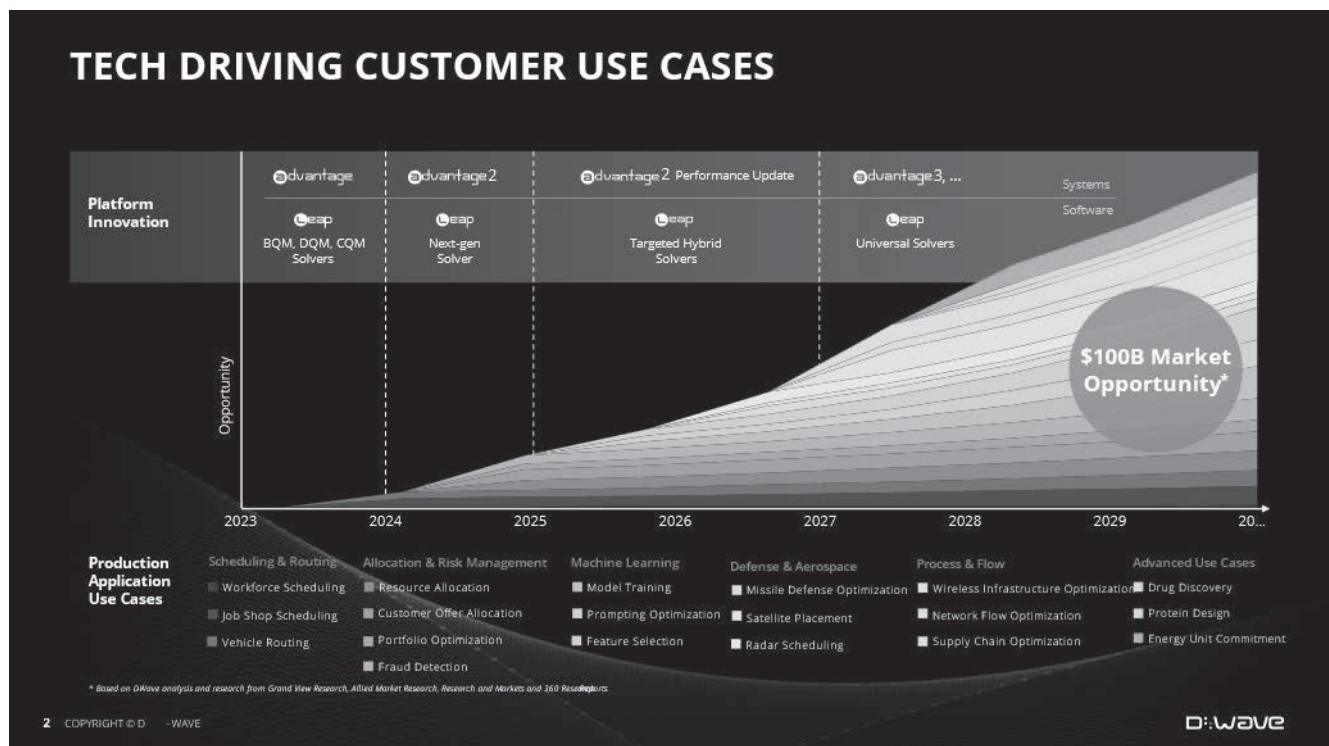 TECH DRIVING CUSTOMER USE CASES
Platform
Innovation
advantage
advantage2
advantage2 Performance Update
advantage3, ...
Systems
Software
Leap
BQM, DQM, CQM
Solvers
Leap
Next-gen
Solver
Leap
Targeted Hybrid
Solvers
Leap
Universal Solvers
Opportunity
$100B Market
Opportunity*
2023
2024
2025
2026
2027
2028
2029
20...
Production
Application
Use Cases
Scheduling & Routing
Workforce Scheduling
Job Shop Scheduling
Vehicle Routing
Allocation & Risk Management
Resource Allocation
Customer Offer Allocation
Portfolio Optimization
Fraud Detection
Machine Learning
Model Training
Prompting Optimization
Feature Selection
Defense & Aerospace
Missile Defense Optimization
Satellite Placement
Radar Scheduling
Process & Flow
Wireless Infrastructure Optimization
Network Flow Optimization
Supply Chain Optimization
Advanced Use Cases
Drug Discovery
Protein Design
Energy Unit Commitment
* Based on DWave analysis and research from Grand View Research, Allied Market Research, Research and Markets and 360
2 COPYRIGHT © D -WAVE
D:wave